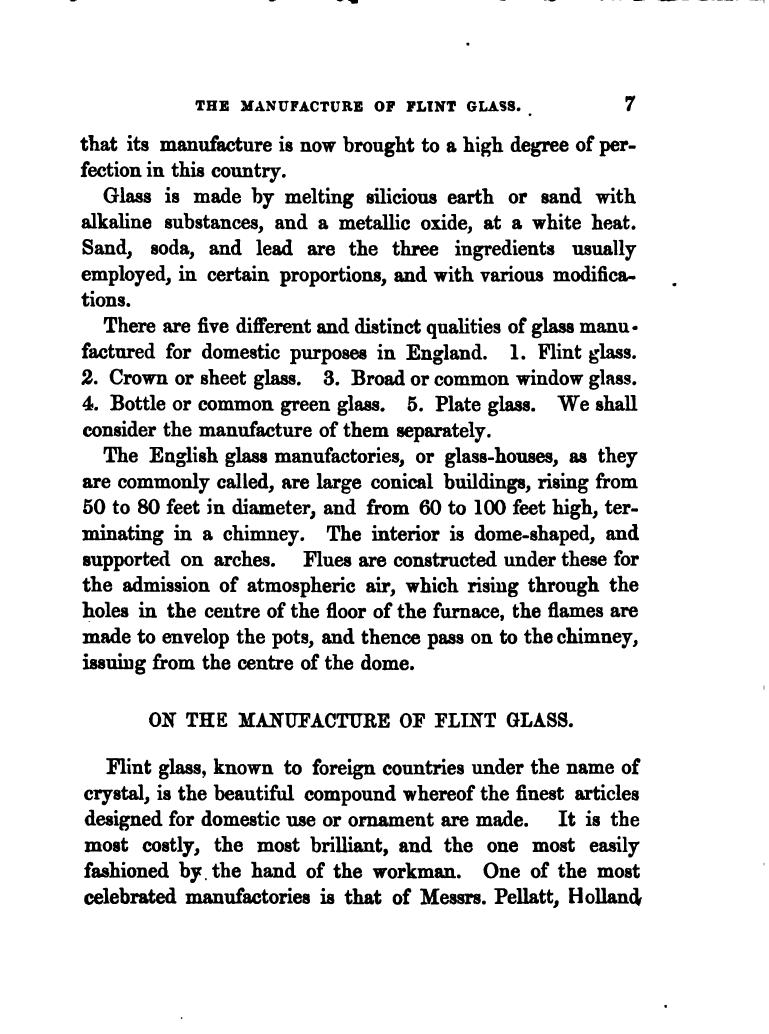 THE MANUFACTURE OF FLINT GLASS. 7
that its manufacture is now brought to a high degree of per-
fection in this country.
Glass is made by melting silicious earth or sand with
alkaline substances, and a metallic oxide, at a white heat.
Sand, soda, and lead are the three ingredients usually
employed, in certain proportions, and with various modifica-
tions.
There are five different and distinct qualities of glass manu-
factured for domestic purposes in England. 1. Flint glass.
2. Crown or sheet glass. 3. Broad or common window glass.
4. Bottle or common green glass. 5. Plate glass. We shall
consider the manufacture of them separately.
The English glass manufactories, or glass-houses, as they
are commonly called, are large conical buildings, rising from
50 to 80 feet in diameter, and from 60 to 100 feet high, ter-
minating in a chimney. The interior is dome-shaped, and
supported on arches. Flues are constructed under these for
the admission of atmospheric air, which rising through the
holes in the centre of the floor of the furnace, the flames are
made to envelop the pots, and thence pass on to the chimney,
issuing from the centre of the dome.
ON THE MANUFACTURE OF FLINT GLASS.
Flint glass, known to foreign countries under the name of
crystal, is the beautiful compound whereof the finest articles
designed for domestic use or ornament are made. It is the
most costly, the most brilliant, and the one most easily
fashioned by the hand of the workman. One of the most
celebrated manufactories is that of Messrs. Pellatt, Holland,